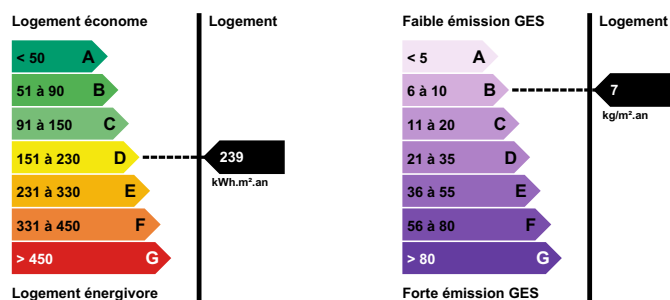 Logement économe
Logement
< 50 A
51 à 90 B
91 à 150 C
151 à 230 D
239
kWh.m².an
231 à 330 E
331 à 450 F
> 450 G
Logement énergivore
Faible émission GES
Logement
< 5 A
6 à 10 B
7
kg/m².an
11 à 20 C
21 à 35 D
36 à 55 E
56 à 80 F
> 80 G
Forte émission GES